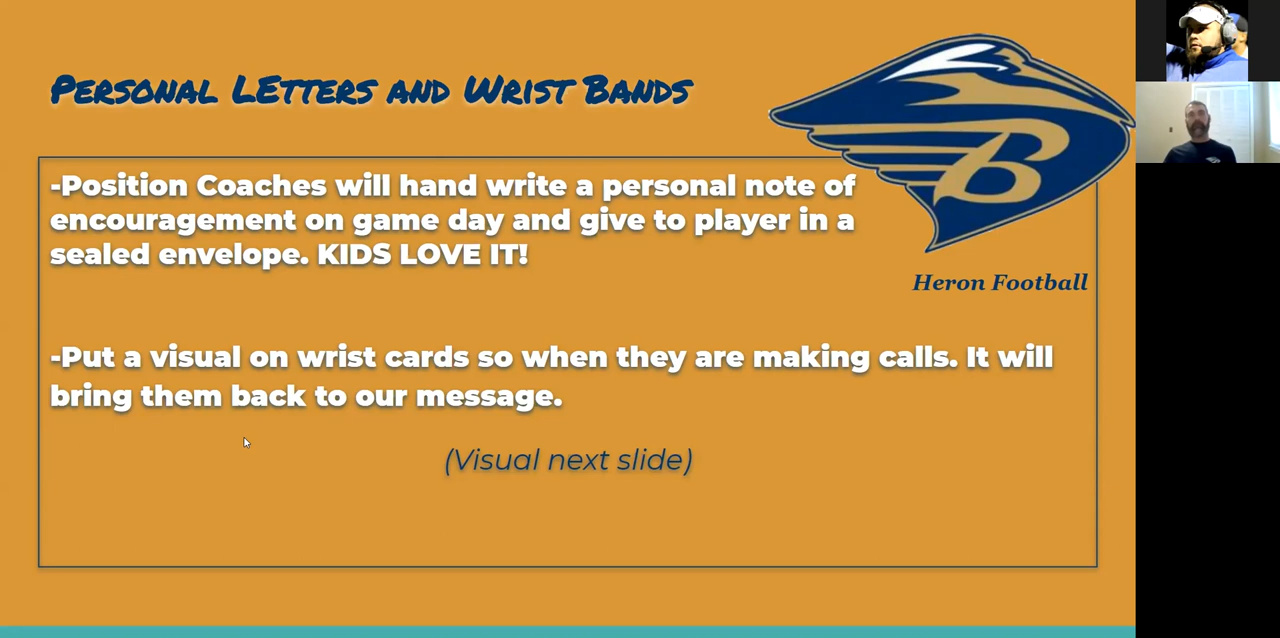 Personal LEtters and Wrist Bands
-Position Coaches will hand write a personal note of
encouragement on game day and give to player in a
sealed envelope. KIDS LOVE IT!
B
Heron Football
-Put a visual on wrist cards so when they are making calls. It will
bring them back to our message.
(Visual next slide)